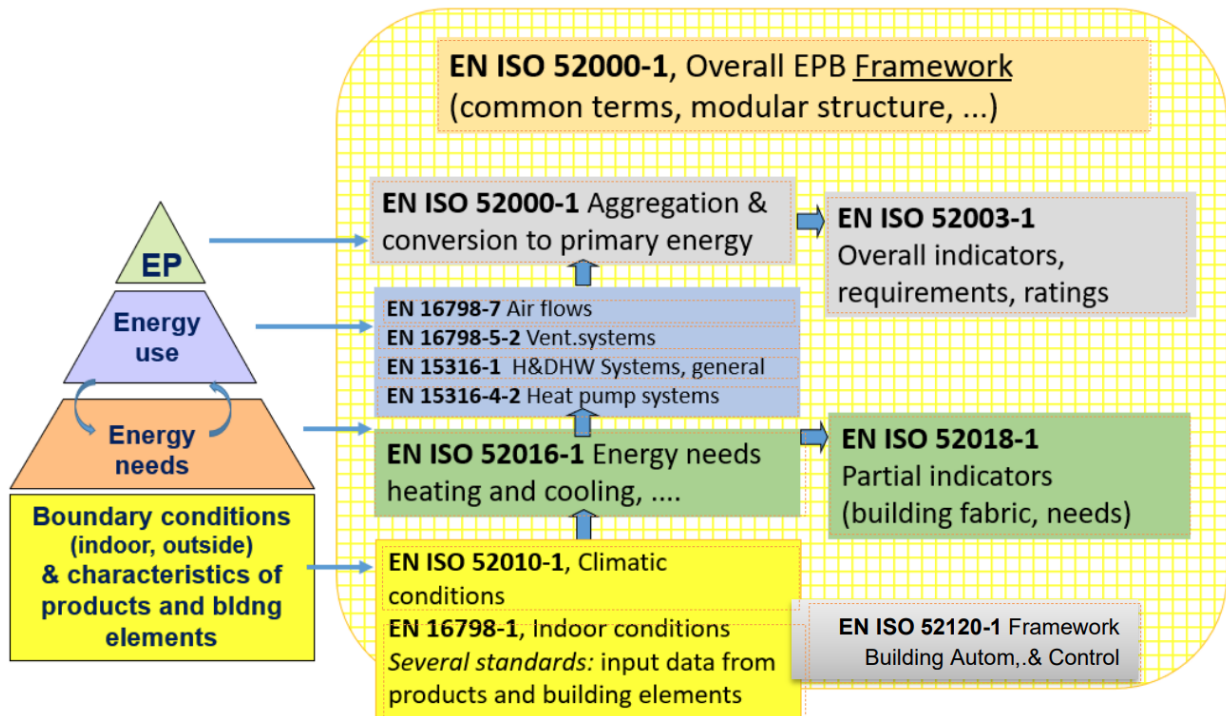 EN ISO 52000-1, Overall EPB Framework
(common terms, modular structure, ...)
EN ISO 52000-1 Aggregation &
conversion to primary energy
EN ISO 52003-1
Overall indicators,
requirements, ratings
EP
Energy
use
EN 16798-7 Air flows
EN 16798-5-2 Vent.systems
EN 15316-1 H&DHW Systems, general
EN 15316-4-2 Heat pump systems
Energy
needs
EN ISO 52016-1 Energy needs
heating and cooling, ....
EN ISO 52018-1
Partial indicators
(building fabric, needs)
Boundary conditions
(indoor, outside)
& characteristics of
products and bldng
elements
EN ISO 52010-1, Climatic
conditions
EN 16798-1, Indoor conditions
Several standards: input data from
products and building elements
EN ISO 52120-1 Framework
Building Autom,.& Control